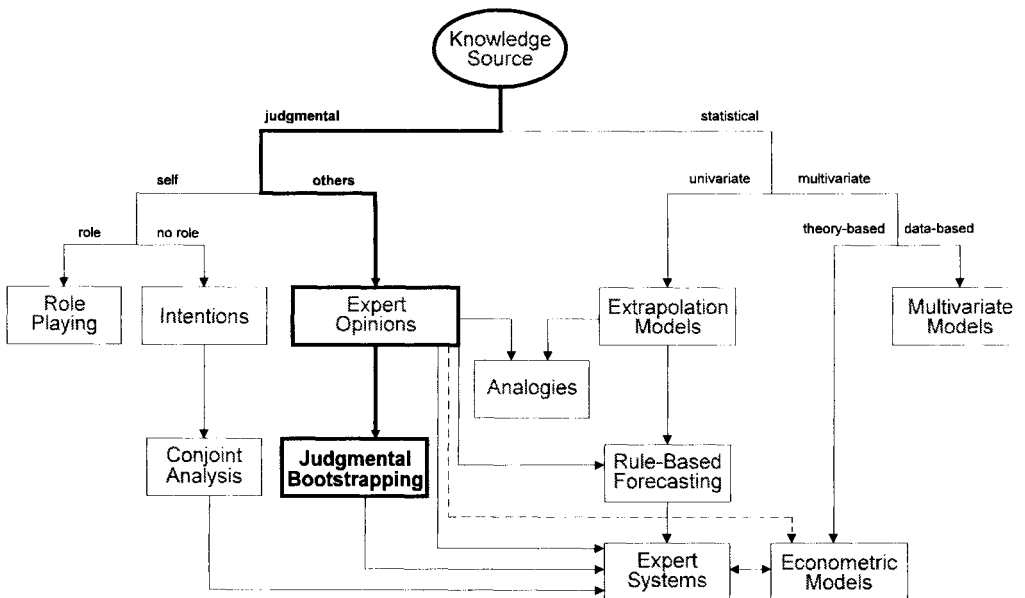 Knowledge
Source
judgmental
statistical
self
others
univariate
multivariate
role
no role
theory-based
data-based
Role
Playing
Intentions
Expert
Opinions
Extrapolation
Models
Multivariate
Models
Analogies
Conjoint
Analysis
Judgmental
Bootstrapping
Rule-Based
Forecasting
Expert
Systems
Econometric
Models